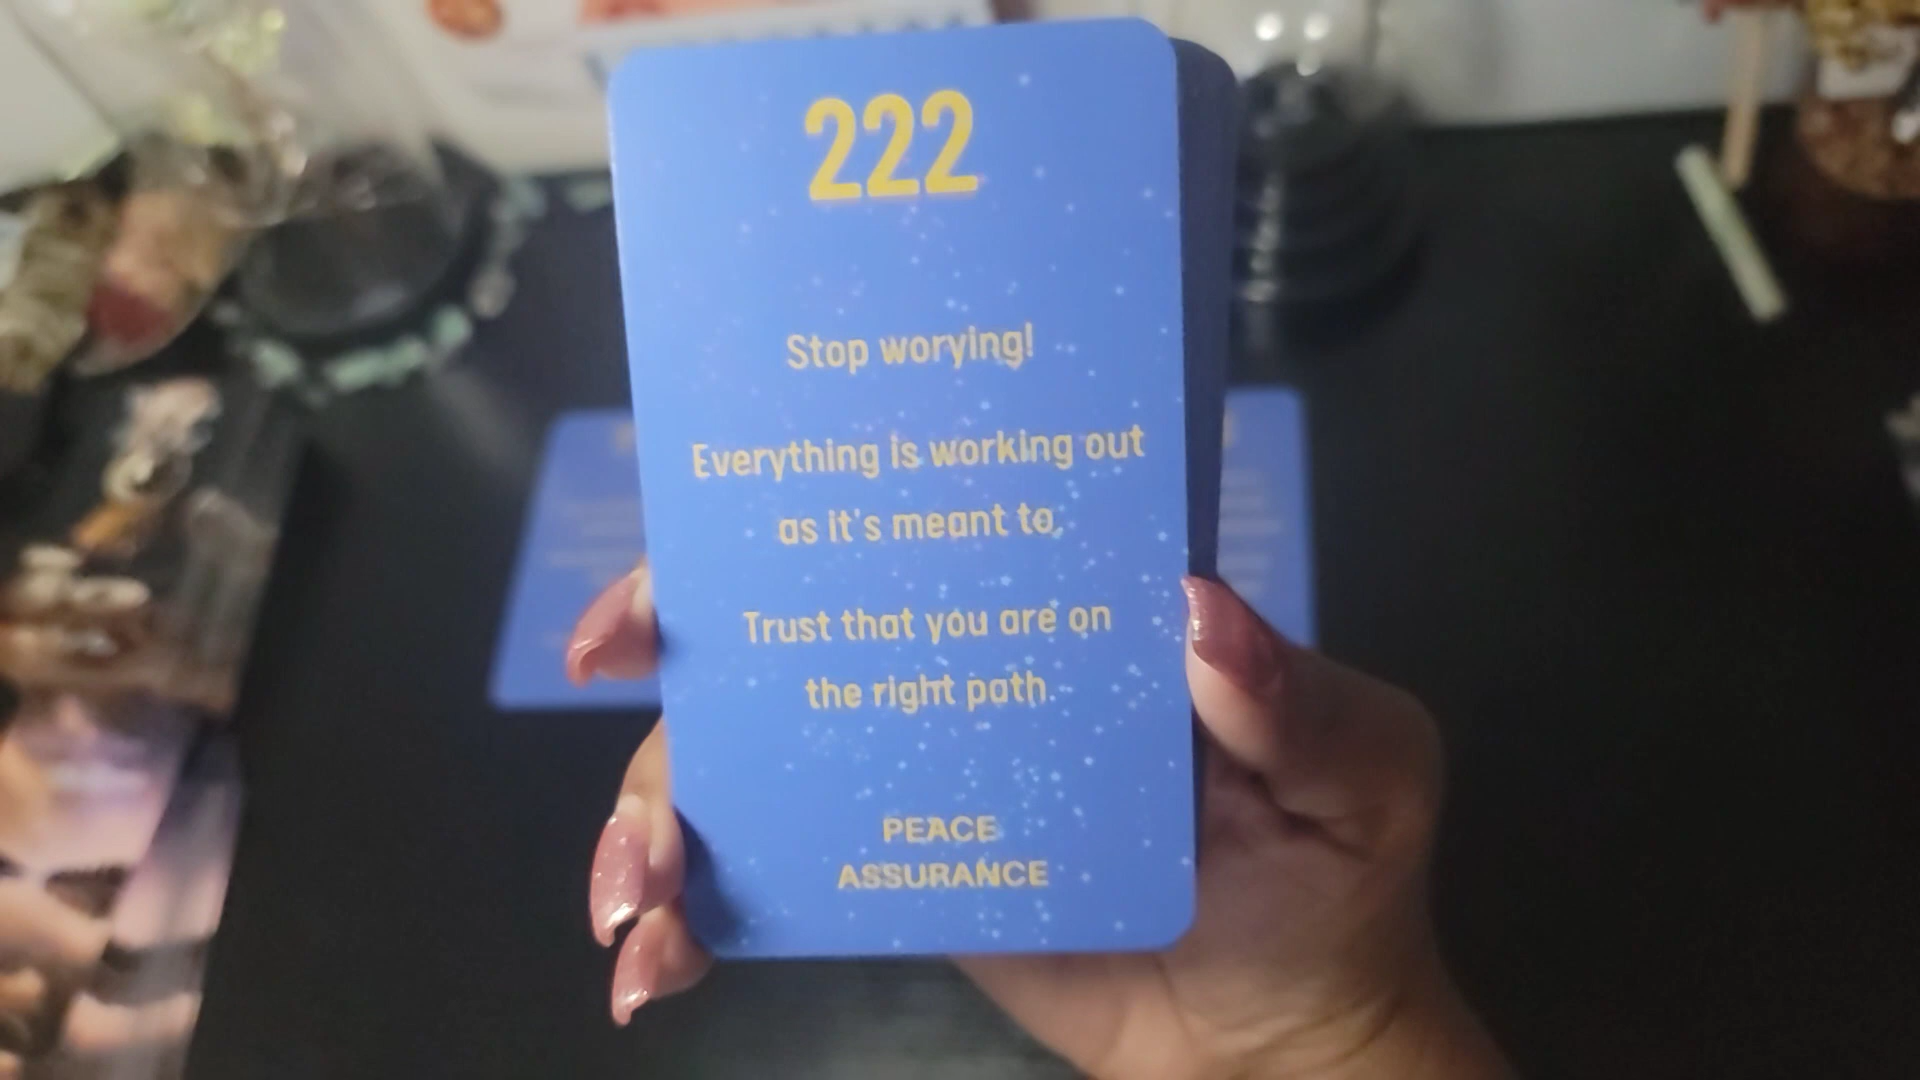 222
Stop worying!
Everything is working out
as it's meant to.
Trust that you are on
the right path.
PEACE
ASSURANCE